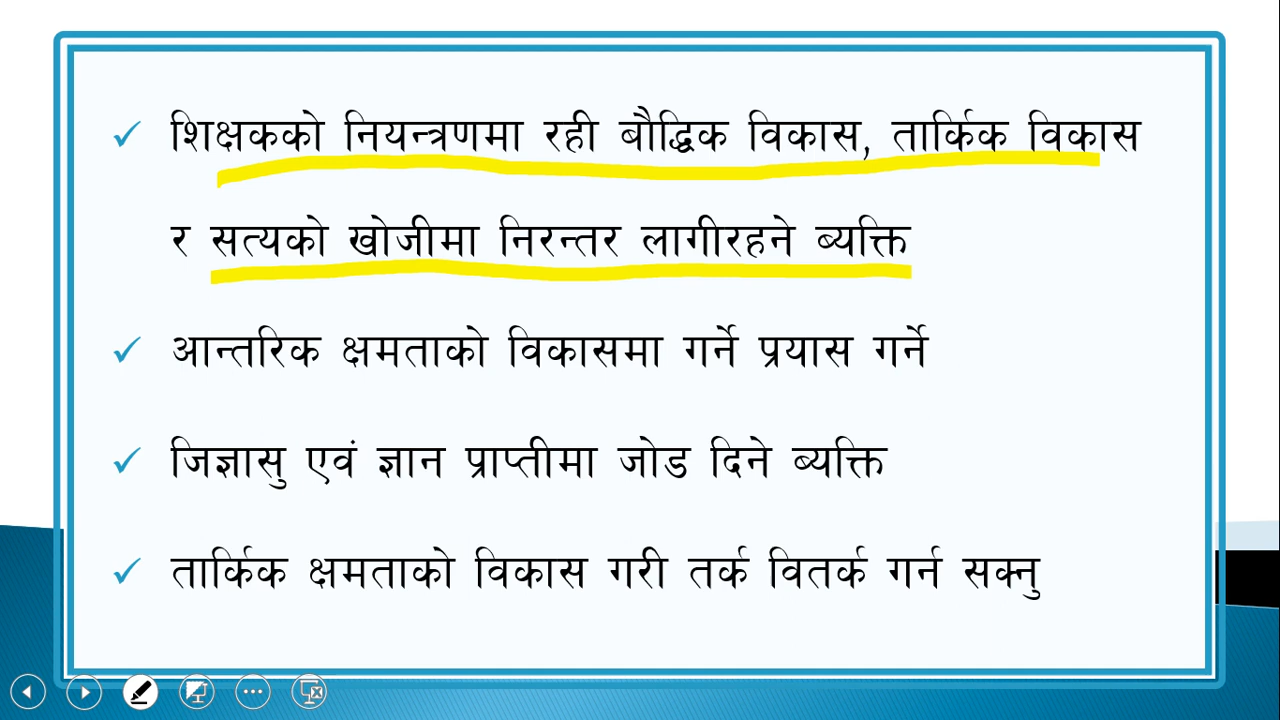 शिक्षकको नियन्त्रणमा रही बौद्धिक विकास, तार्किक विकास
र सत्यको खोजीमा निरन्तर लागीरहने ब्यक्ति
आन्तरिक क्षमताको विकासमा गर्ने प्रयास गर्ने
जिज्ञासु एवं ज्ञान प्राप्तीमा जोड दिने ब्यक्ति
तार्किक क्षमताको विकास गरी तर्क वितर्क गर्न सक्नु